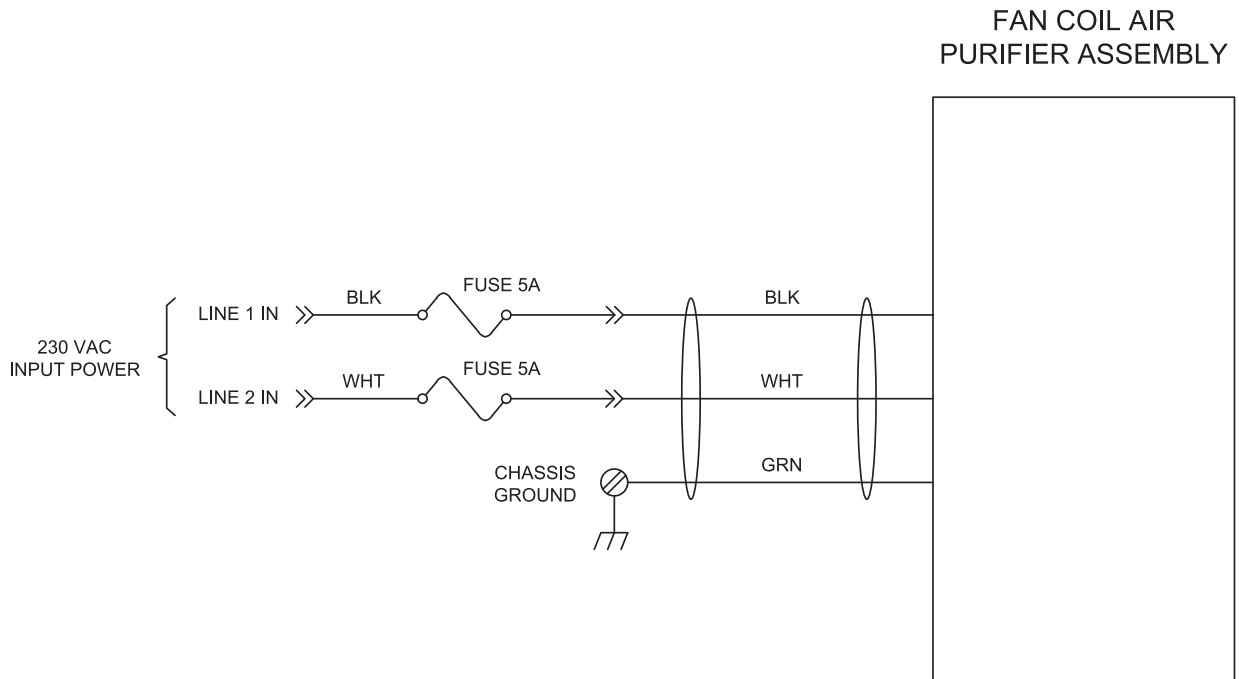 FAN COIL AIR
PURIFIER ASSEMBLY
230 VAC
INPUT POWER
LINE 1 IN
BLK
FUSE 5A
BLK
LINE 2 IN
WHT
FUSE 5A
WHT
CHASSIS
GROUND
GRN